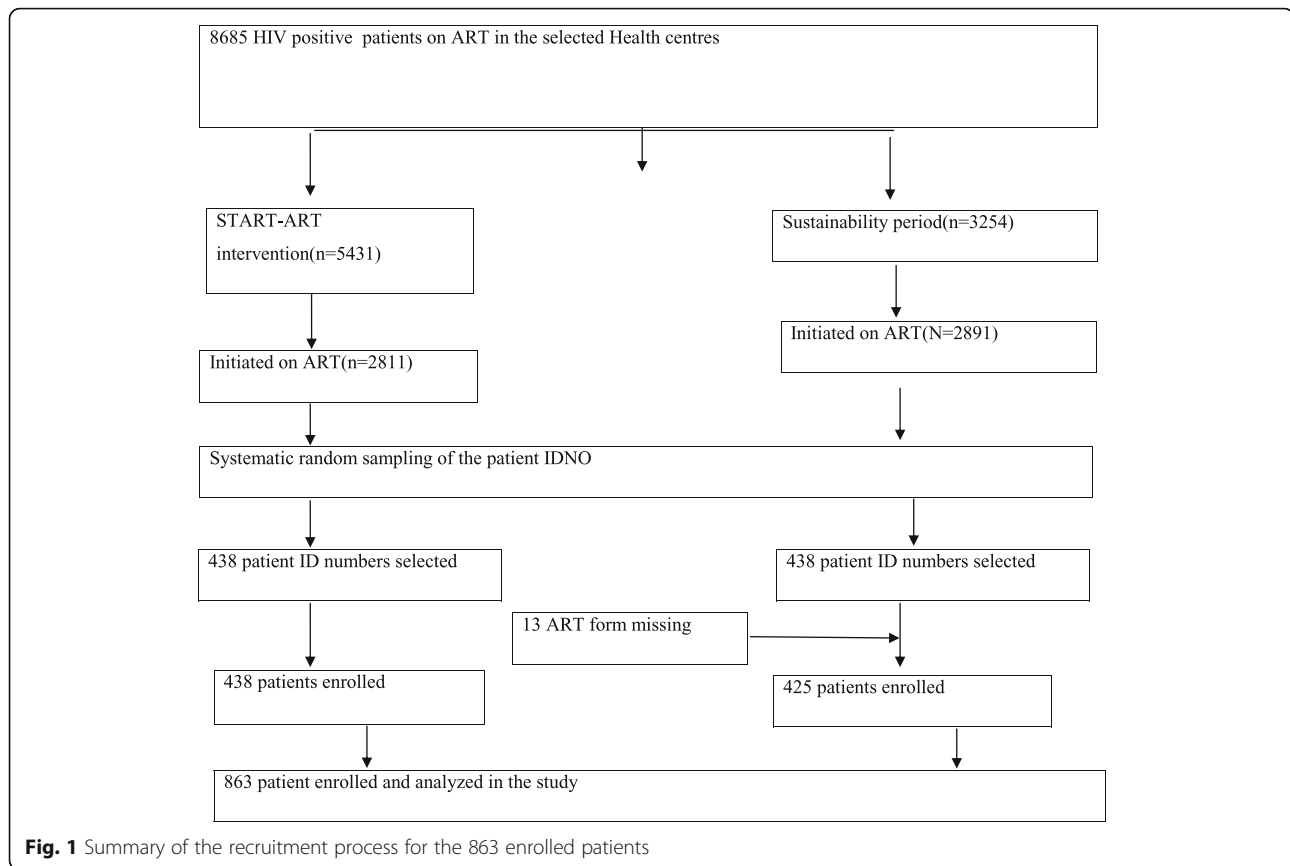 8685 HIV positive patients on ART in the selected Health centres
START-ART
intervention(n=5431)
Sustainability period(n=3254)
Initiated on ART(n=2811)
Initiated on ART(N=2891)
Systematic random sampling of the patient IDNO
438 patient ID numbers selected
438 patient ID numbers selected
13 ART form missing
438 patients enrolled
425 patients enrolled
863 patient enrolled and analyzed in the study
Fig. 1 Summary of the recruitment process for the 863 enrolled patients